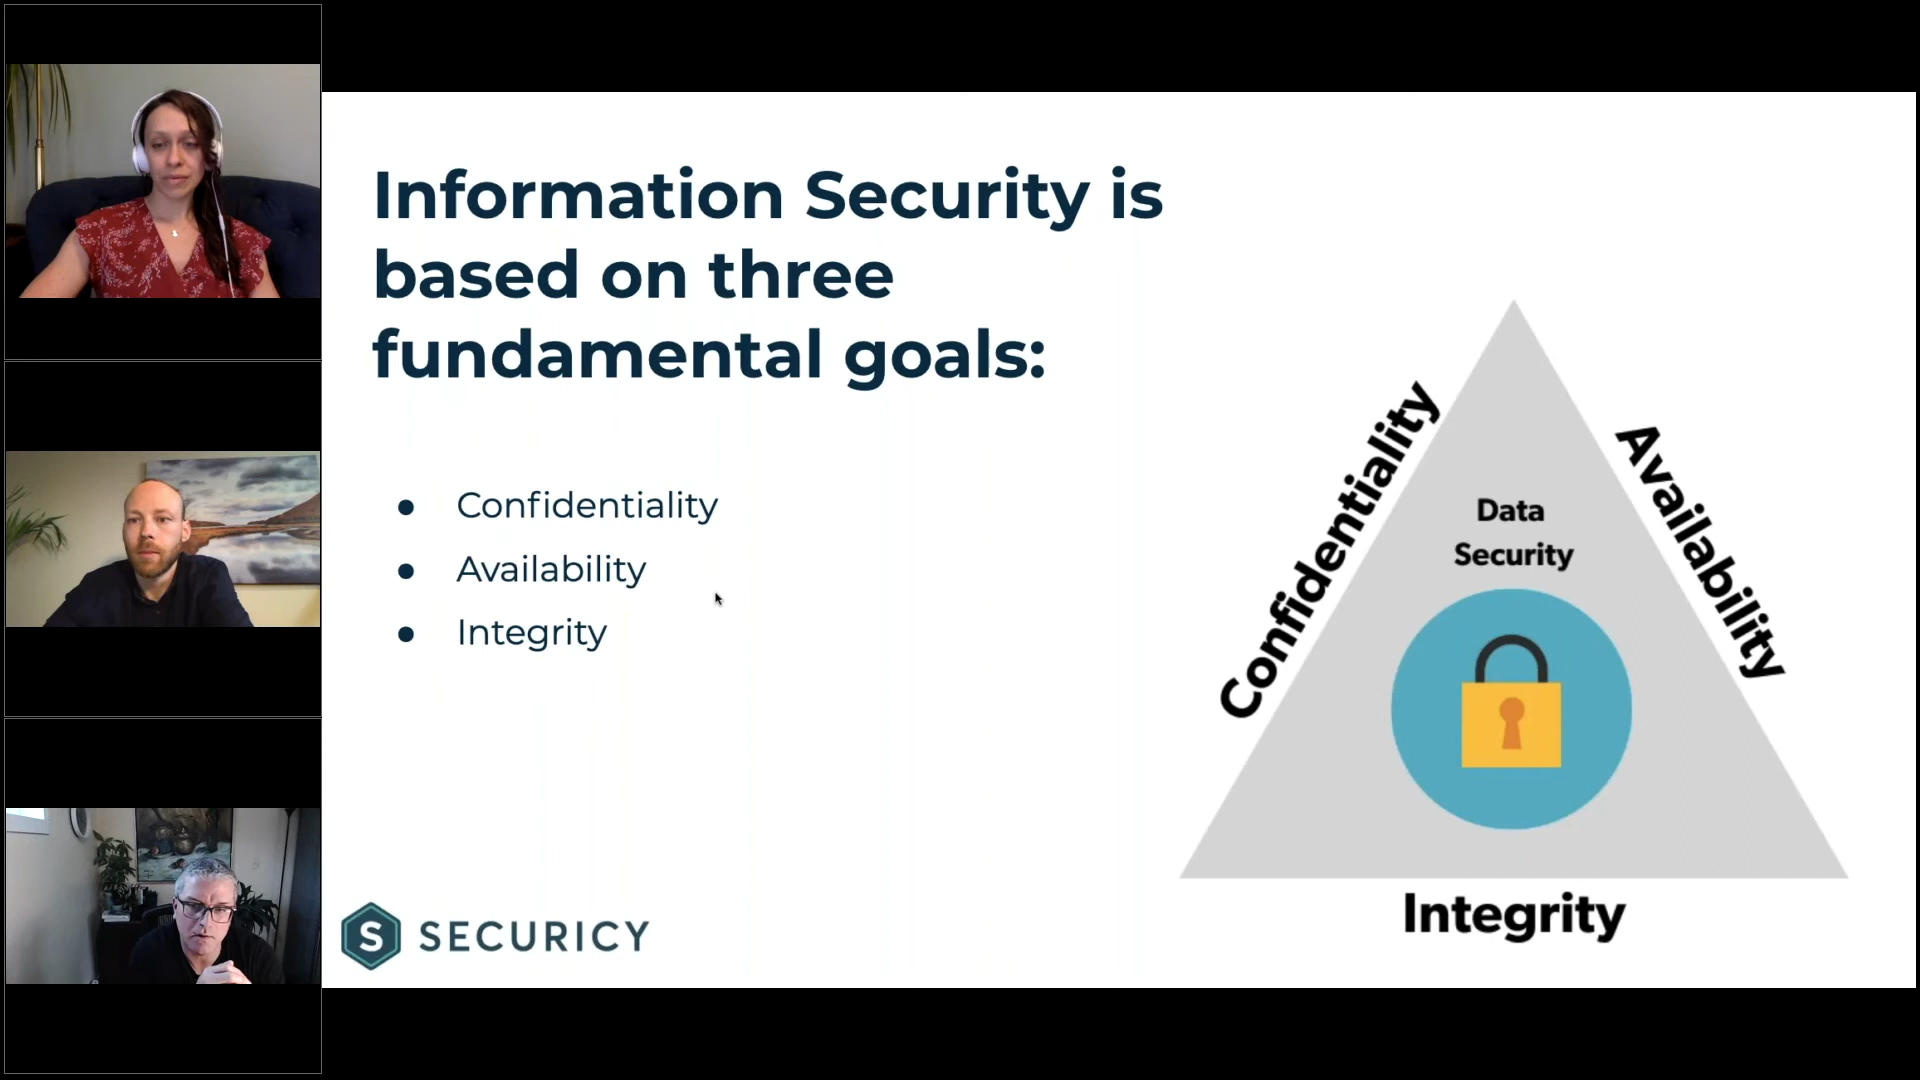 Information Security is
based on three
fundamental goals:
● Confidentiality
● Availability
● Integrity
Confidentiality
Availability
Data
Security
Integrity
S SECURICY